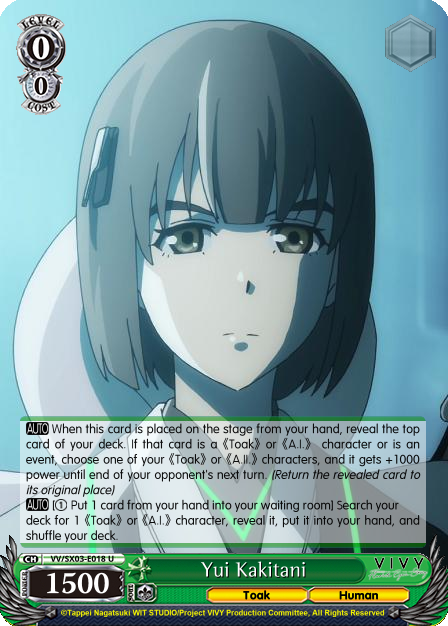 LEVEL
0
0
COST
AUTO When this card is placed on the stage from your hand, reveal the top
card of your deck. If that card is a 《Toak》 or 《A.I.》 character or is an
event, choose one of your 《Toak》 or 《A.I.》 characters, and it gets +1000
power until end of your opponent's next turn. (Return the revealed card to
its original place)
AUTO [① Put 1 card from your hand into your waiting room] Search your
deck for 1 《Toak》 or 《A.I.》 character, reveal it, put it into your hand, and
shuffle your deck.
CH VV/SX03-E018 U
POWER
1500
SOUL
Yui Kakitani
VIVY
Toak
Human
©Tappei Nagatsuki WIT STUDIO/Project VIVY Production Committee, All Rights Reserved